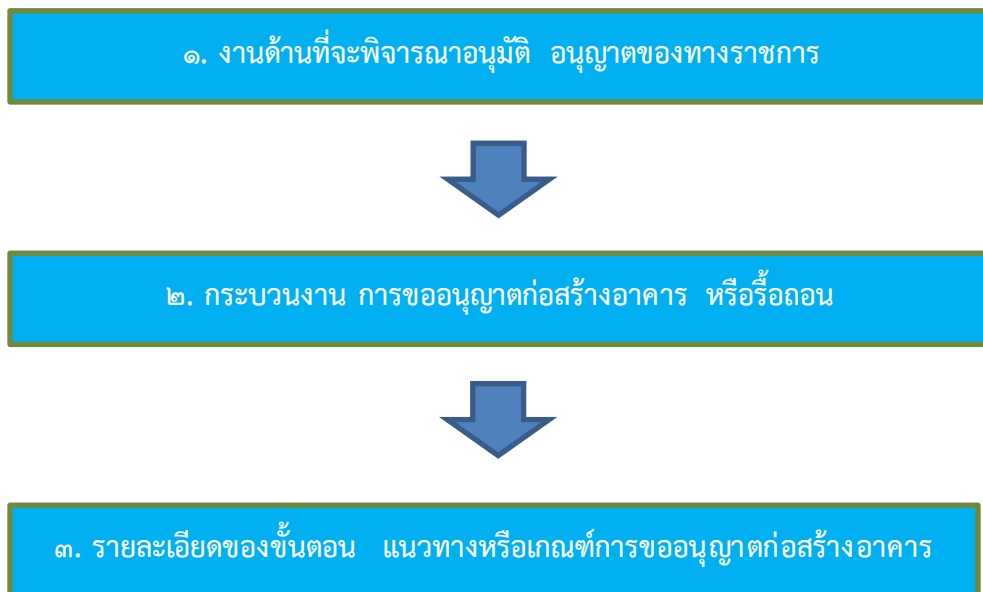 ๑. งานด้านที่จะพิจารณาอนุมัติ อนุญาตของทางราชการ
๒. กระบวนงาน การขออนุญาตก่อสร้างอาคาร หรือรื้อถอน
๓. รายละเอียดของขั้นตอน แนวทางหรือเกณฑ์การขออนุญาตก่อสร้างอาคาร